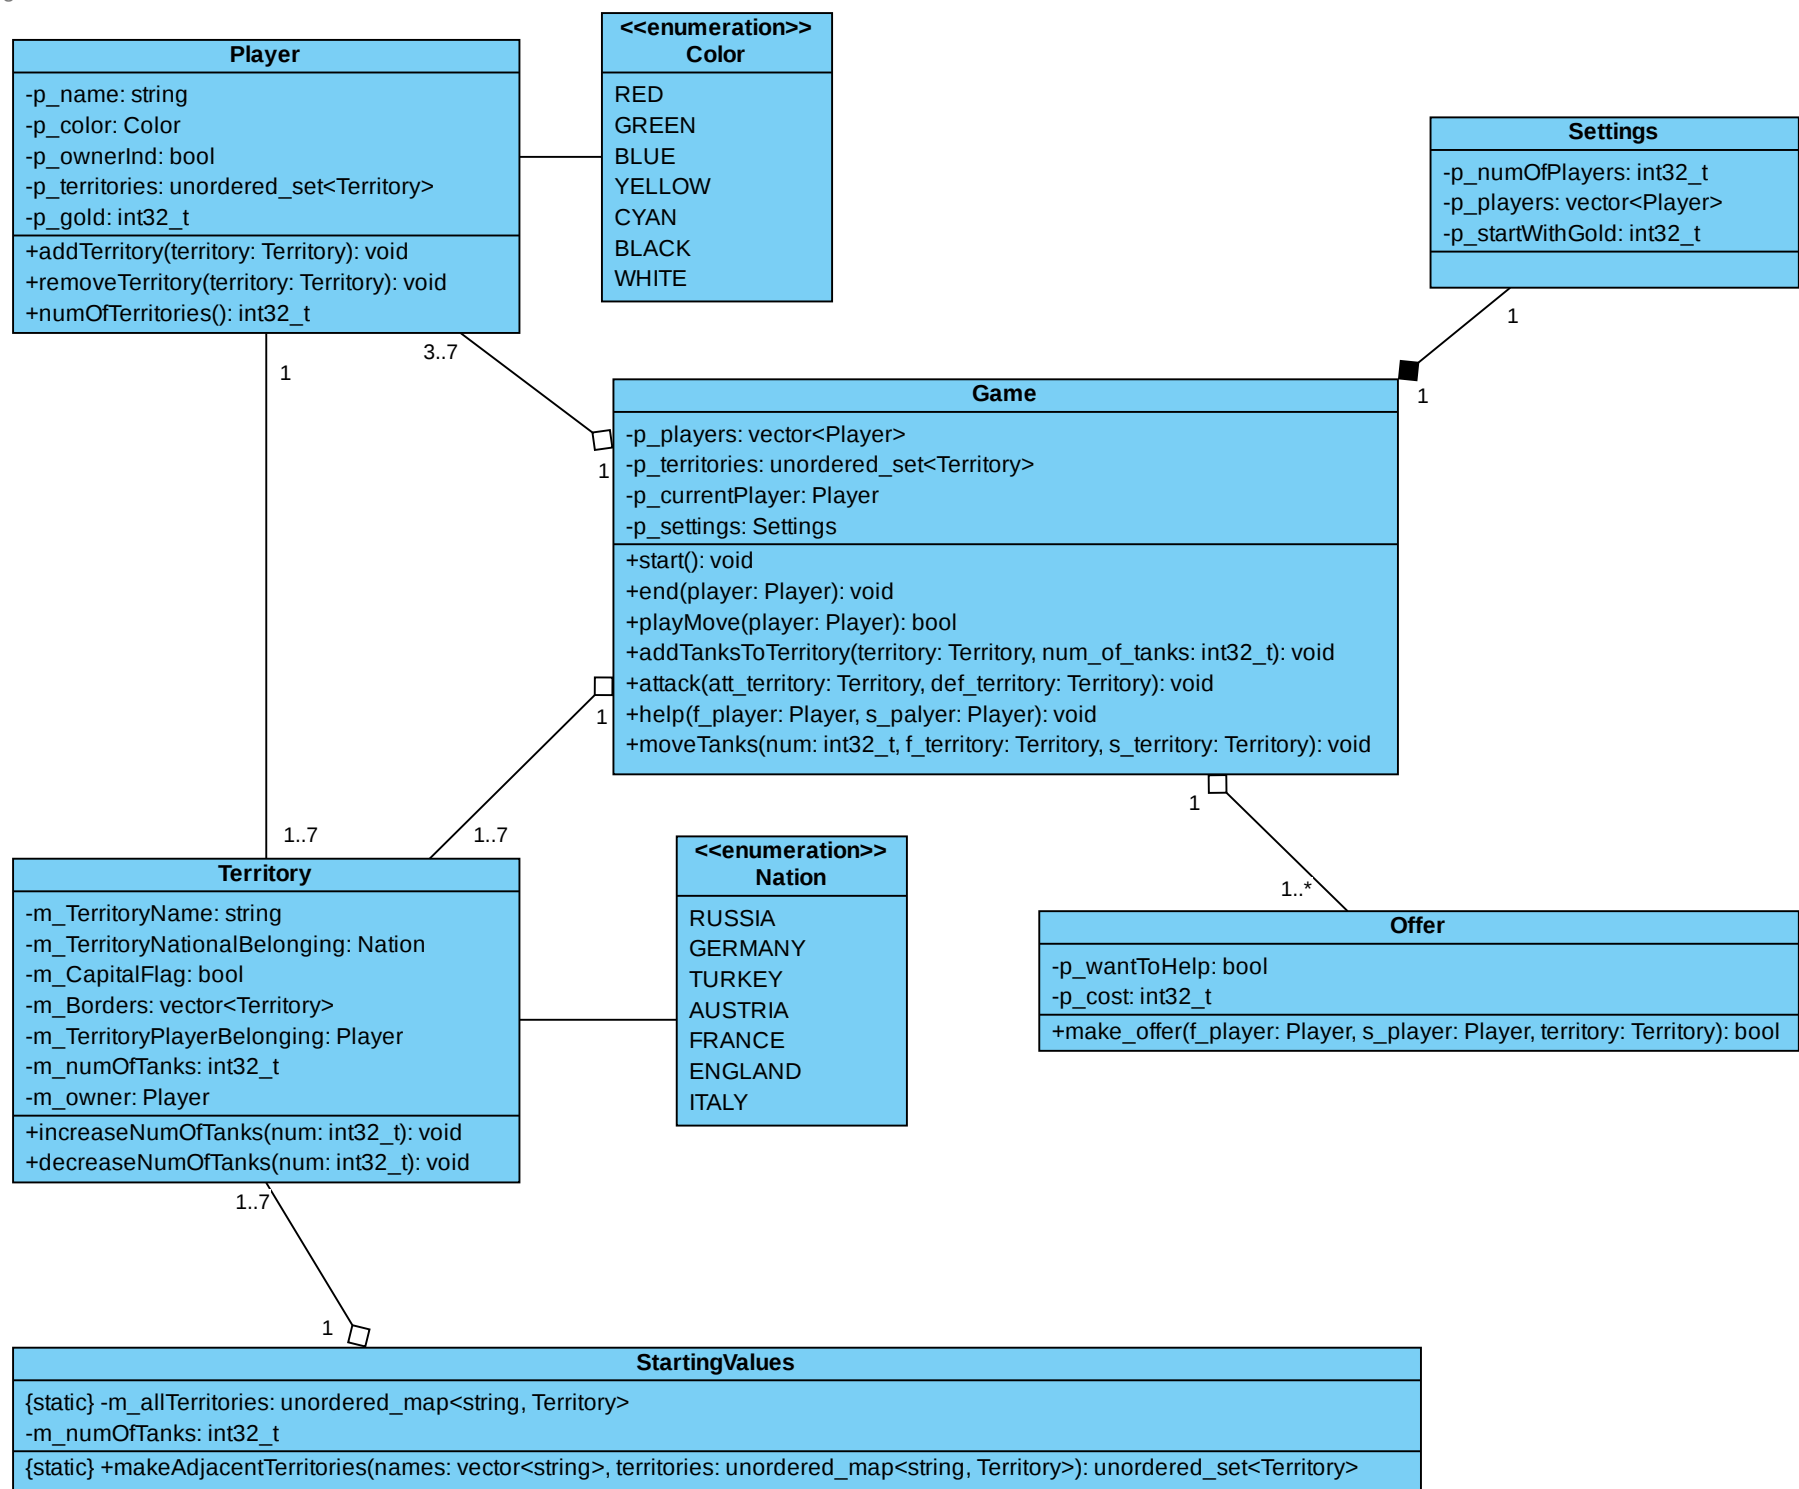 Player
-p_name: string
-p_color: Color
-p_ownerInd: bool
-p_territories: unordered_set<Territory>
-p_gold: int32_t
+addTerritory(territory: Territory): void
+removeTerritory(territory: Territory): void
+numOfTerritories(): int32_t
<<enumeration>>
Color
RED
GREEN
BLUE
YELLOW
CYAN
BLACK
WHITE
Settings
-p_numOfPlayers: int32_t
-p_players: vector<Player>
-p_startWithGold: int32_t
1
1
3..7
1
1
Game
-p_players: vector<Player>
-p_territories: unordered_set<Territory>
-p_currentPlayer: Player
-p_settings: Settings
+start(): void
+end(player: Player): void
+playMove(player: Player): bool
+addTanksToTerritory(territory: Territory, num_of_tanks: int32_t): void
+attack(att_territory: Territory, def_territory: Territory): void
+help(f_player: Player, s_palyer: Player): void
+moveTanks(num: int32_t, f_territory: Territory, s_territory: Territory): void
1
1
1..7
1..7
1..*
Territory
-m_TerritoryName: string
-m_TerritoryNationalBelonging: Nation
-m_CapitalFlag: bool
-m_Borders: vector<Territory>
-m_TerritoryPlayerBelonging: Player
-m_numOfTanks: int32_t
-m_owner: Player
+increaseNumOfTanks(num: int32_t): void
+decreaseNumOfTanks(num: int32_t): void
<<enumeration>>
Nation
RUSSIA
GERMANY
TURKEY
AUSTRIA
FRANCE
ENGLAND
ITALY
Offer
-p_wantToHelp: bool
-p_cost: int32_t
+make_offer(f_player: Player, s_player: Player, territory: Territory): bool
1..7
1
StartingValues
{static} -m_allTerritories: unordered_map<string, Territory>
-m_numOfTanks: int32_t
{static} +makeAdjacentTerritories(names: vector<string>, territories: unordered_map<string, Territory>): unordered_set<Territory>